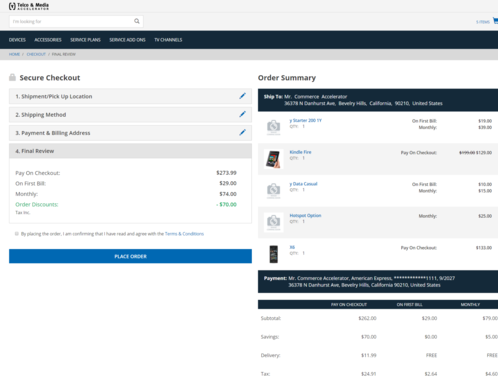 Telco & Media
ACCELERATOR
I'm looking for
3 ITEMS
DEVICES ACCESSORIES SERVICE PLANS SERVICE ADD ONS TV CHANNELS
HOME / CHECKOUT / FINAL REVIEW
Secure Checkout
1. Shipment/Pick Up Location
2. Shipping Method
3. Payment & Billing Address
4. Final Review
Pay On Checkout: $273.99
On First Bill: $29.00
Monthly: $74.00
Order Discounts: - $70.00
Tax Inc.
By placing the order, I am confirming that I have read and agree with the Terms & Conditions
PLACE ORDER
Order Summary
Ship To: Mr. Commerce Accelerator
36378 N Danhurst Ave, Bevelry Hills, California, 90210, United States
y Starter 200 1Y On First Bill: $19.00
QTY: 1 Monthly: $39.00
Kindle Fire Pay On Checkout: $199.00 $129.00
QTY: 1
y Data Casual On First Bill: $10.00
QTY: 1 Monthly: $15.00
Hotspot Option Monthly: $25.00
QTY: 1
X6 Pay On Checkout: $133.00
QTY: 1
Payment: Mr. Commerce Accelerator, American Express, ************1111, 9/2027
36378 N Danhurst Ave, Bevelry Hills, California 90210, United States
PAY ON CHECKOUT ON FIRST BILL MONTHLY
Subtotal: $262.00 $29.00 $79.00
Savings: $70.00 $0.00 $5.00
Delivery: $11.99 FREE FREE
Tax: $24.91 $2.64 $4.60